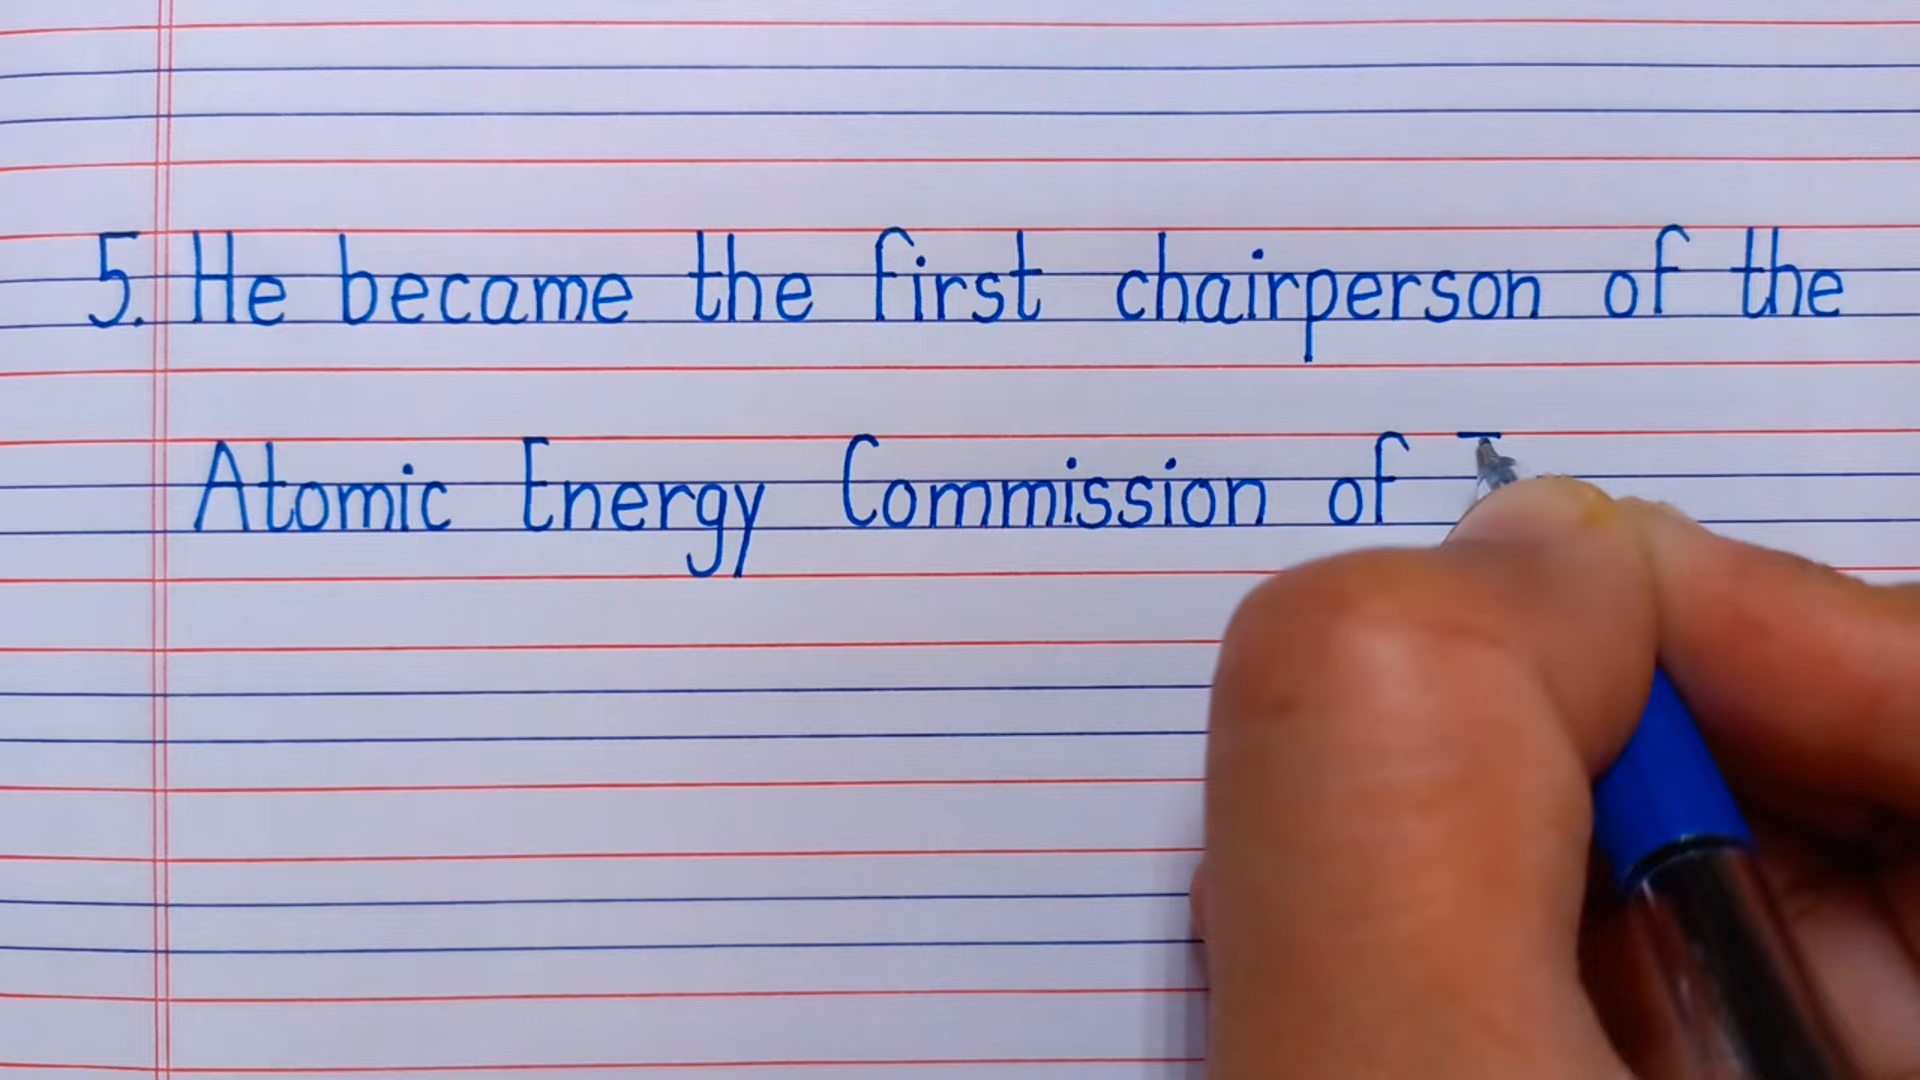 5. He became the first chairperson of the
Atomic Energy Commission of